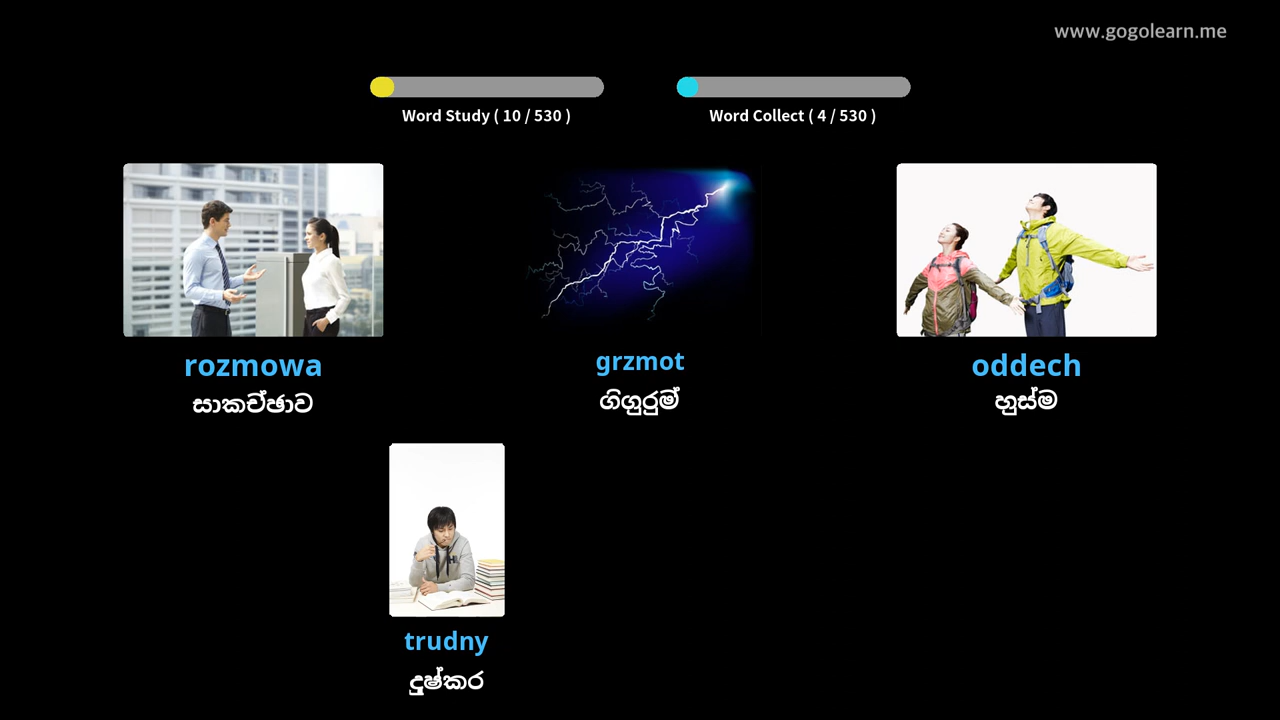 www.gogolearn.me
Word Study ( 10 / 530 )
Word Collect ( 4 / 530 )
rozmowa
සාකච්ඡාව
grzmot
ගිගුරුම්
oddech
හුස්ම
trudny
දුෂ්කර